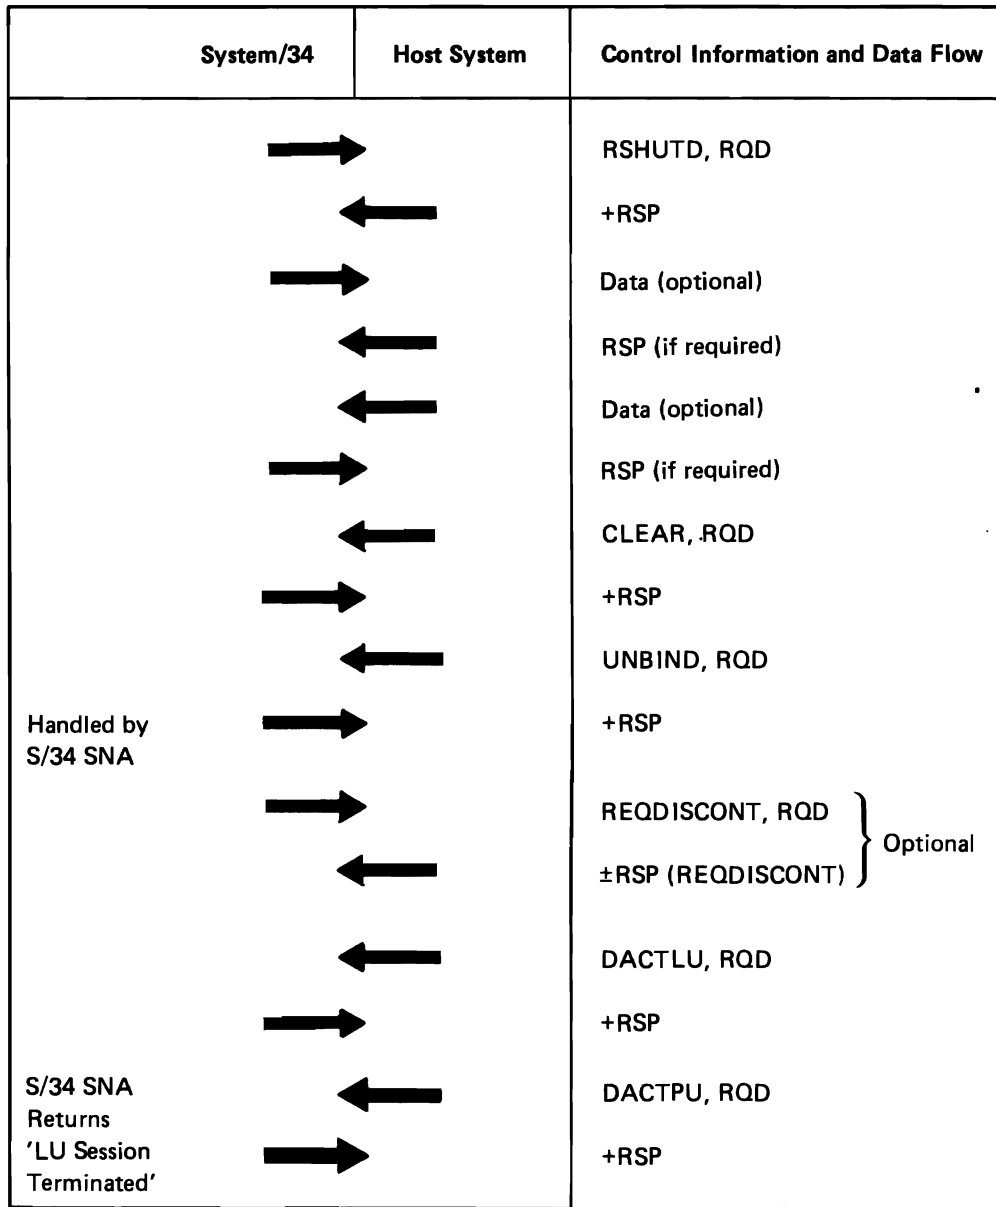 System/34 Host System Control Information and Data Flow
RSHUTD, RQD
+RSP
Data (optional)
RSP (if required)
Data (optional)
RSP (if required)
CLEAR, RQD
+RSP
UNBIND, RQD
Handled by +RSP
S/34 SNA
REQDISCONT, RQD
Optional
±RSP (REQDISCONT)
DACTLU, RQD
+RSP
S/34 SNA DACTPU, RQD
Returns
'LU Session +RSP
Terminated'